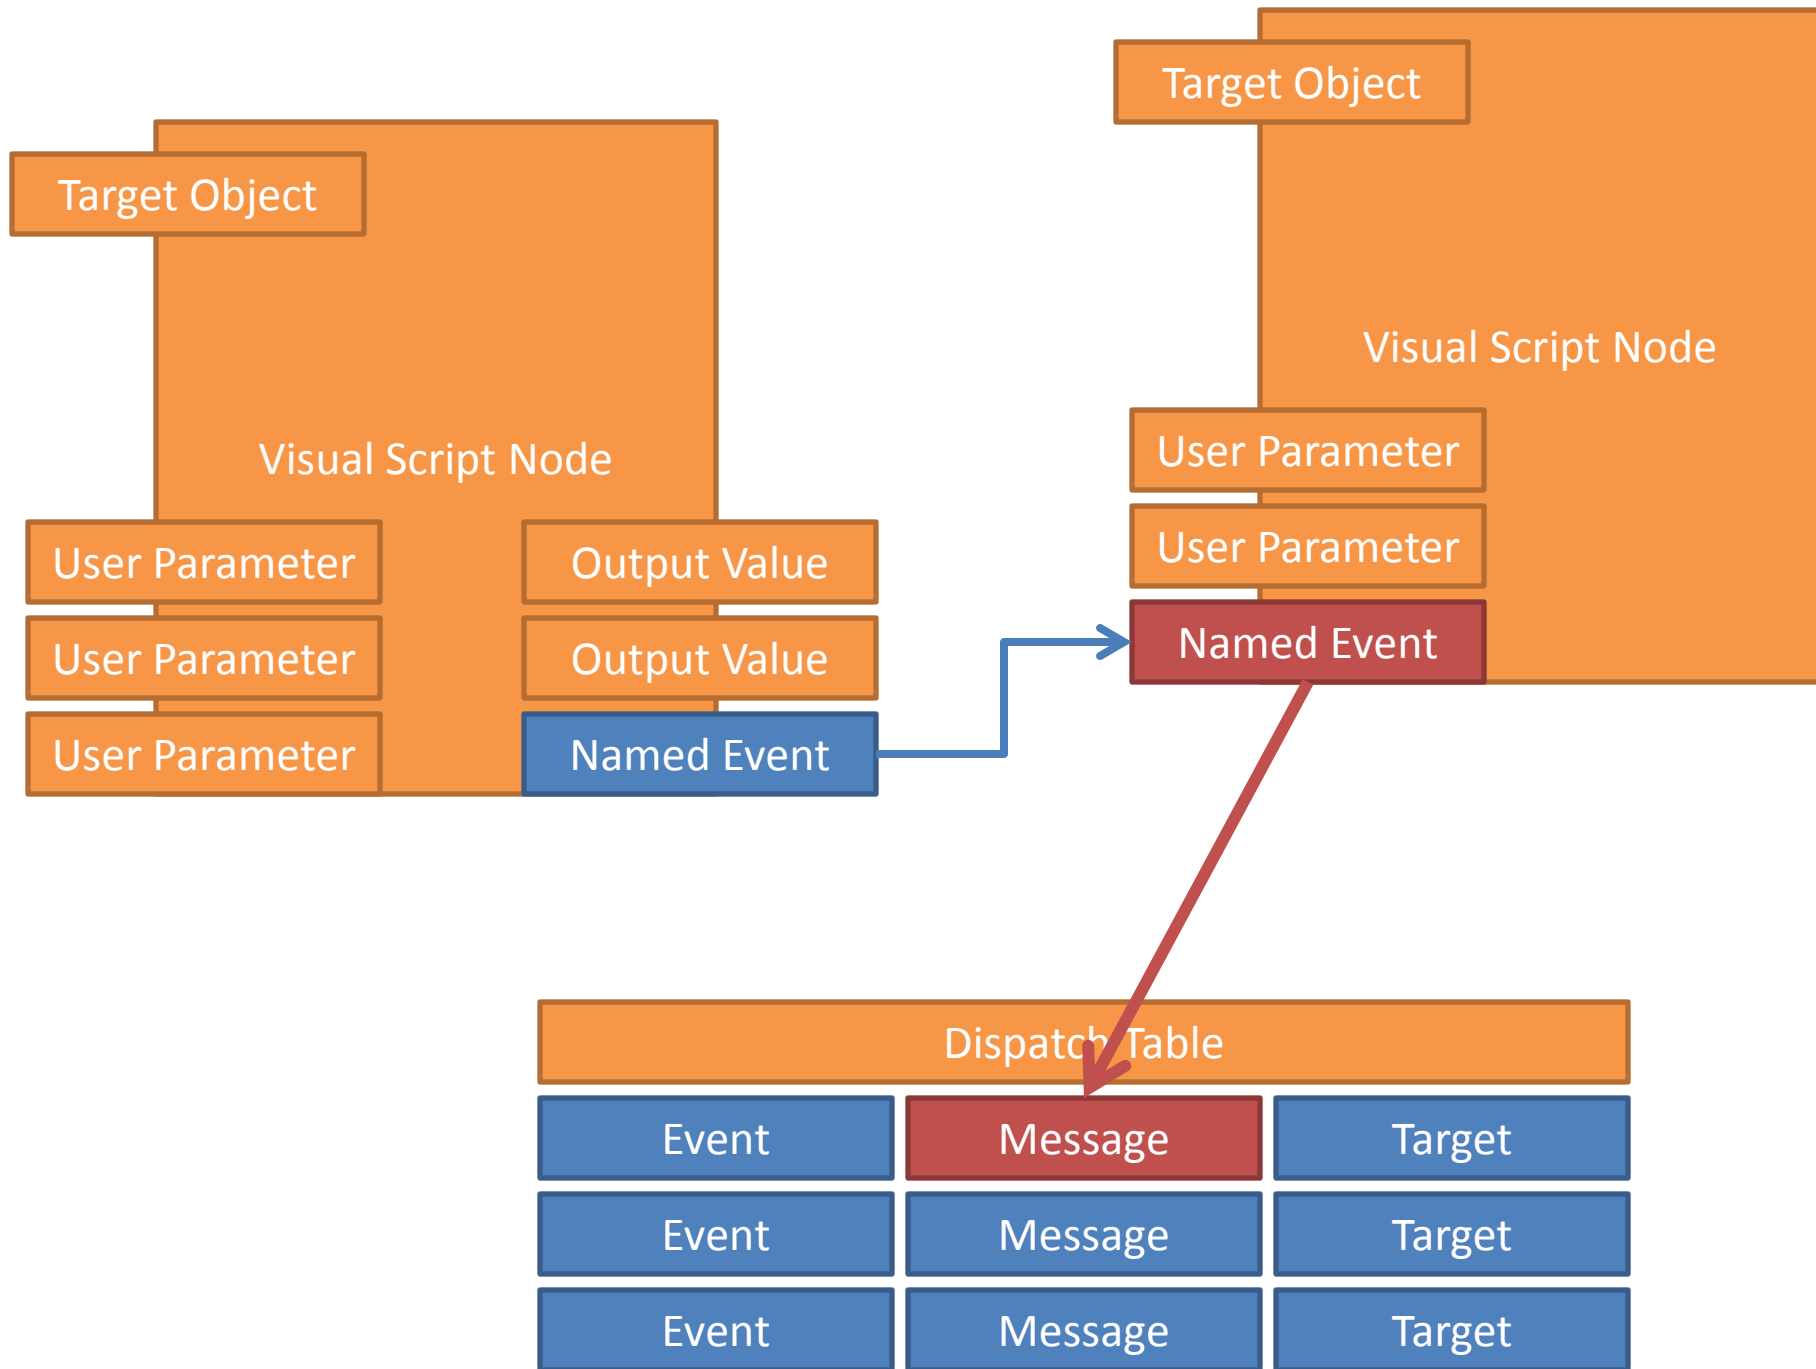 Target Object
Visual Script Node
User Parameter
Output Value
User Parameter
Output Value
User Parameter
Named Event
Target Object
Visual Script Node
User Parameter
User Parameter
Named Event
Dispatch Table
Event Message Target
Event Message Target
Event Message Target